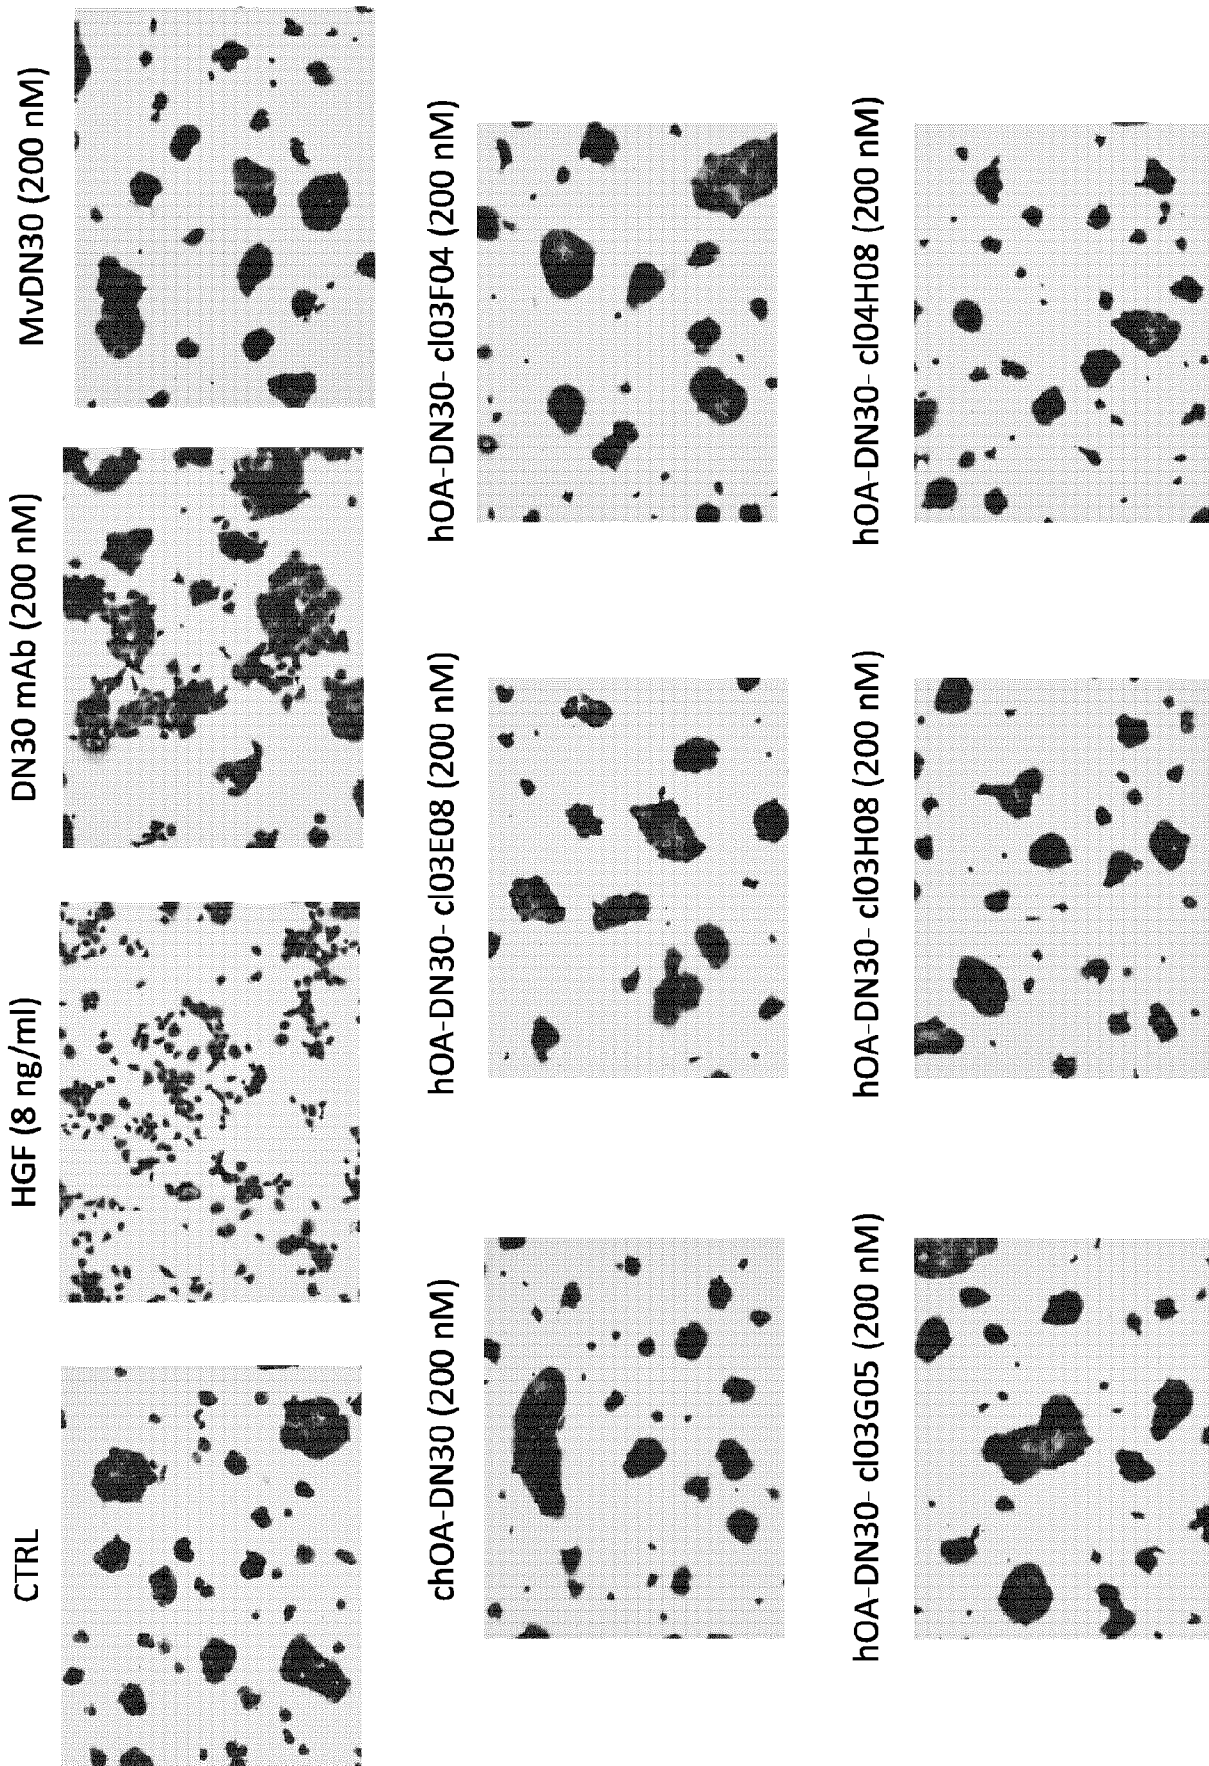 CTRL
HGF (8 ng/ml)
DN30 mAb (200 nM)
MvDN30 (200 nM)
chOA-DN30 (200 nM)
hOA-DN30- cl03E08 (200 nM)
hOA-DN30- cl03F04 (200 nM)
hOA-DN30- cl03G05 (200 nM)
hOA-DN30- cl03H08 (200 nM)
hOA-DN30- cl04H08 (200 nM)